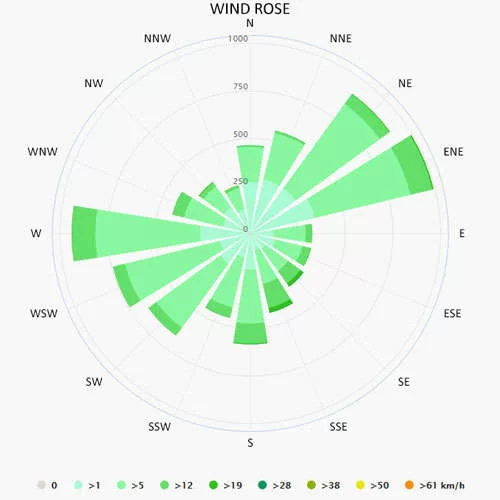 WIND ROSE
N
1000
NNW
NNE
750
NW
NE
500
WNW
ENE
250
W
0
E
WSW
ESE
SW
SE
SSW
SSE
S
0 >1 >5 >12 >19 >28 >38 >50 >61 km/h